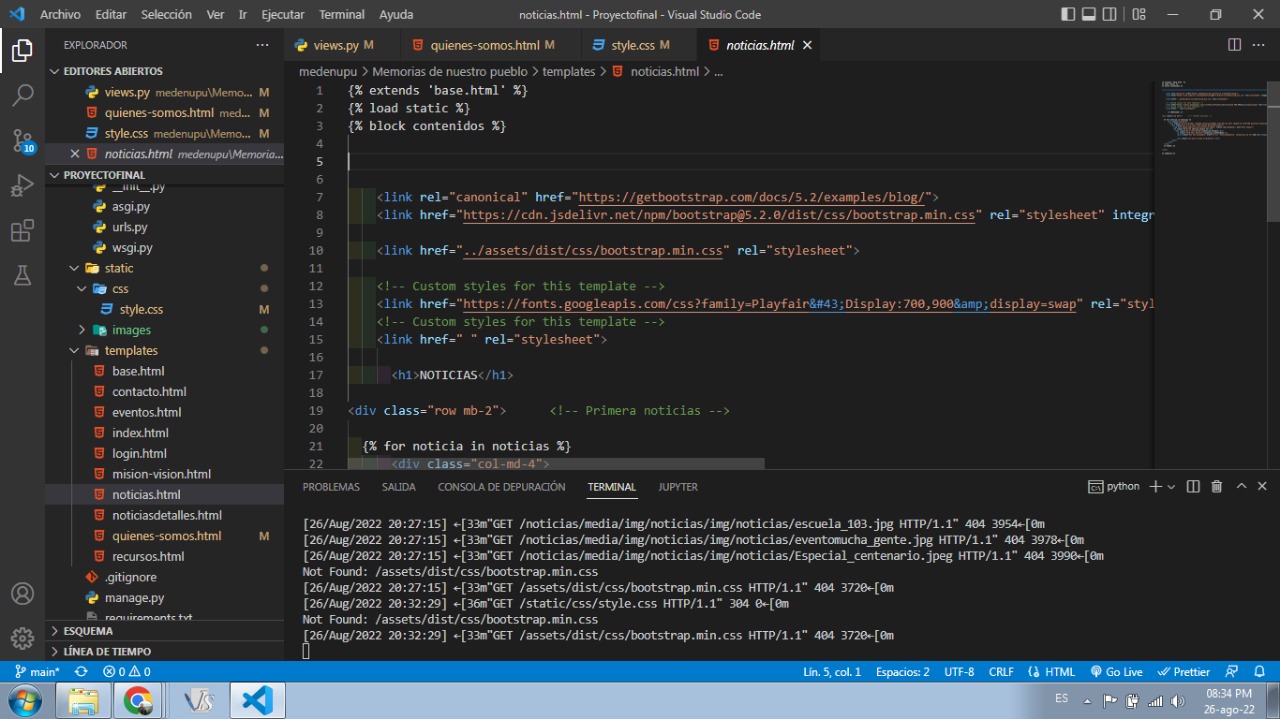 Archivo Editar Selección Ver Ir Ejecutar Terminal Ayuda noticias.html - Proyectofinal - Visual Studio Code
EXPLORADOR
EDITORES ABIERTOS
views.py medenupu\Memo... M
quienes-somos.html med... M
style.css medenupu\Memo... M
noticias.html medenupu\Memoria...
PROYECTOFINAL
__init__.py
asgi.py
urls.py
wsgi.py
static
css
style.css M
images
templates
base.html
contacto.html
eventos.html
index.html
login.html
mision-vision.html
noticias.html
noticiasdetalles.html
quienes-somos.html M
recursos.html
.gitignore
manage.py
requirements.txt
ESQUEMA
LÍNEA DE TIEMPO
10
views.py M quienes-somos.html M style.css M noticias.html
medenupu > Memorias de nuestro pueblo > templates > noticias.html > ...
1 {% extends 'base.html' %}
2 {% load static %}
3 {% block contenidos %}
4
5
6
7 <link rel="canonical" href="https://getbootstrap.com/docs/5.2/examples/blog/">
8 <link href="https://cdn.jsdelivr.net/npm/bootstrap@5.2.0/dist/css/bootstrap.min.css" rel="stylesheet" integr
9
10 <link href="../assets/dist/css/bootstrap.min.css" rel="stylesheet">
11
12 <!-- Custom styles for this template -->
13 <link href="https://fonts.googleapis.com/css?family=Playfair&#43;Display:700,900&amp;display=swap" rel="styl
14 <!-- Custom styles for this template -->
15 <link href=" " rel="stylesheet">
16
17 <h1>NOTICIAS</h1>
18
19 <div class="row mb-2"> <!-- Primera noticias -->
20
21 {% for noticia in noticias %}
22 <div class="col-md-4">
PROBLEMAS SALIDA CONSOLA DE DEPURACIÓN TERMINAL JUPYTER python
[26/Aug/2022 20:27:15] ←[33m"GET /noticias/media/img/noticias/img/noticias/escuela_103.jpg HTTP/1.1" 404 3954←[0m
[26/Aug/2022 20:27:15] ←[33m"GET /noticias/media/img/noticias/img/noticias/eventomucha_gente.jpg HTTP/1.1" 404 3978←[0m
[26/Aug/2022 20:27:15] ←[33m"GET /noticias/media/img/noticias/img/noticias/Especial_centenario.jpeg HTTP/1.1" 404 3990←[0m
Not Found: /assets/dist/css/bootstrap.min.css
[26/Aug/2022 20:27:15] ←[33m"GET /assets/dist/css/bootstrap.min.css HTTP/1.1" 404 3720←[0m
[26/Aug/2022 20:32:29] ←[36m"GET /static/css/style.css HTTP/1.1" 304 0←[0m
Not Found: /assets/dist/css/bootstrap.min.css
[26/Aug/2022 20:32:29] ←[33m"GET /assets/dist/css/bootstrap.min.css HTTP/1.1" 404 3720←[0m
main* 0 0 Lín. 5, col. 1 Espacios: 2 UTF-8 CRLF HTML Go Live Prettier
ES 08:34 PM
26-ago-22